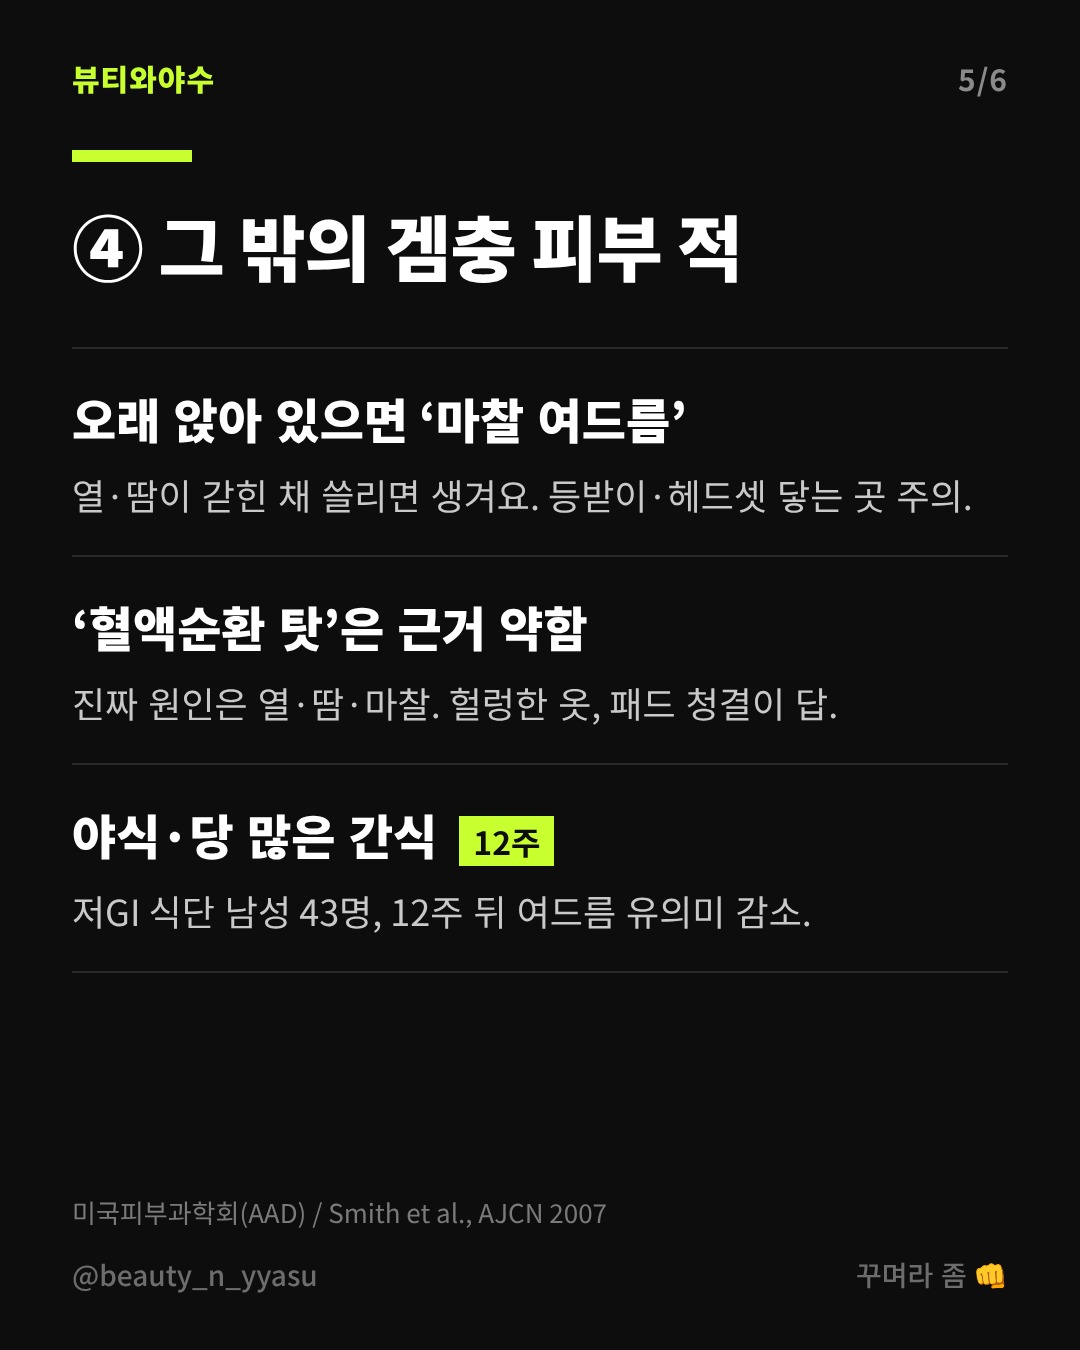 뷰티와야수
5/6
④ 그 밖의 겜충 피부 적
오래 앉아 있으면 ‘마찰 여드름’
열·땀이 갇힌 채 쓸리면 생겨요. 등받이·헤드셋 닿는 곳 주의.
‘혈액순환 탓’은 근거 약함
진짜 원인은 열·땀·마찰. 헐렁한 옷, 패드 청결이 답.
야식·당 많은 간식 12주
저GI 식단 남성 43명, 12주 뒤 여드름 유의미 감소.
미국피부과학회(AAD) / Smith et al., AJCN 2007
@beauty_n_yyasu
꾸며라 좀 👊